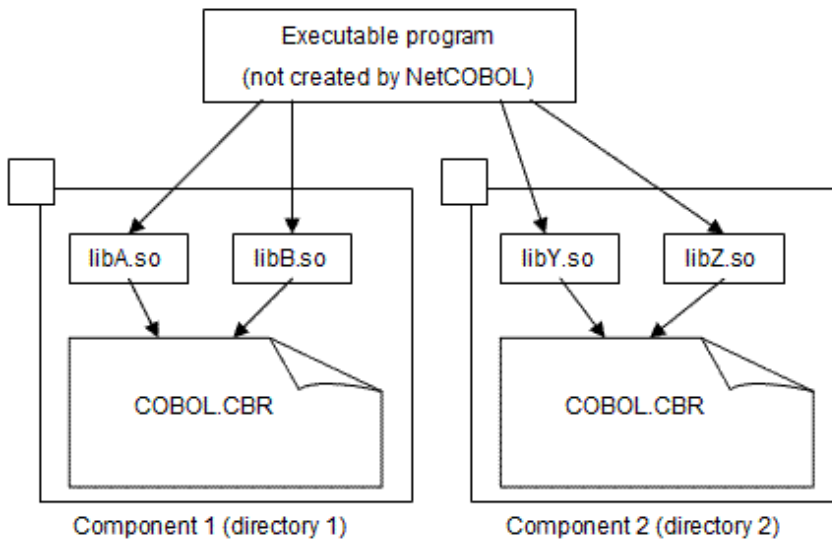 Executable program
(not created by NetCOBOL)
libA.so
libB.so
libY.so
libZ.so
COBOL.CBR
COBOL.CBR
Component 1 (directory 1)
Component 2 (directory 2)